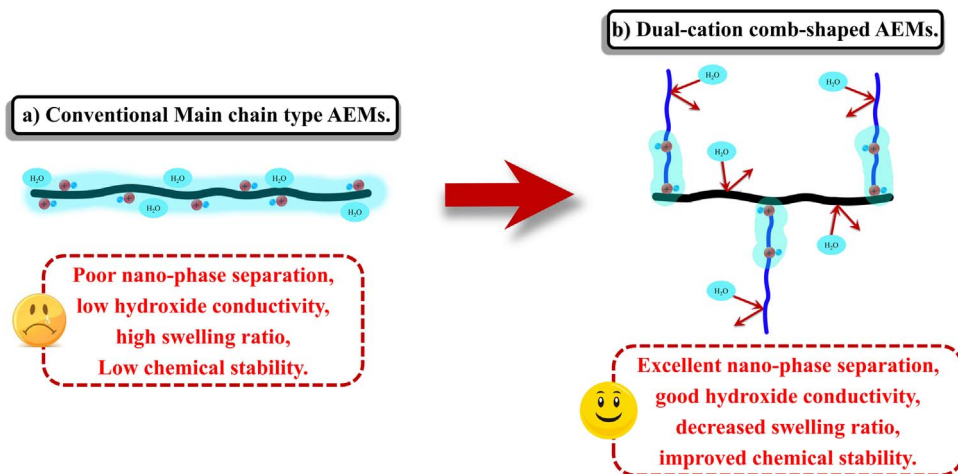 a) Conventional Main chain type AEMs.
H₂O
H₂O
H₂O
H₂O
H₂O
+
+
+
+
+
+
Poor nano-phase separation,
low hydroxide conductivity,
high swelling ratio,
Low chemical stability.
b) Dual-cation comb-shaped AEMs.
H₂O
H₂O
H₂O
H₂O
H₂O
+
+
+
+
+
+
Excellent nano-phase separation,
good hydroxide conductivity,
decreased swelling ratio,
improved chemical stability.